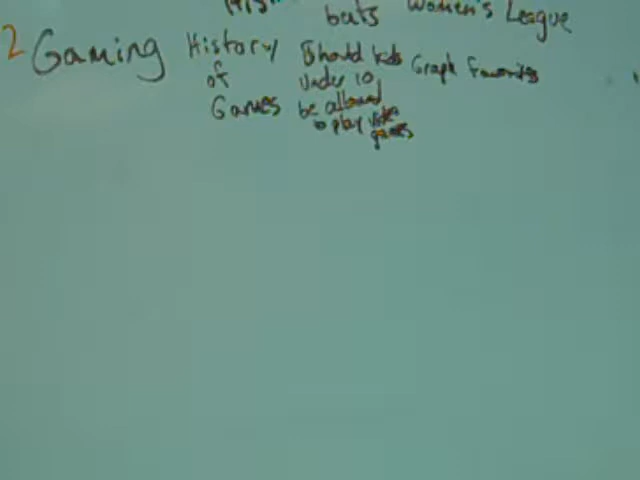 bats Women's League
2 Gaming History Should kids Graph Favorites
of under 10
Games be allowed
to play video
games